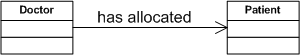 Doctor
has allocated
Patient